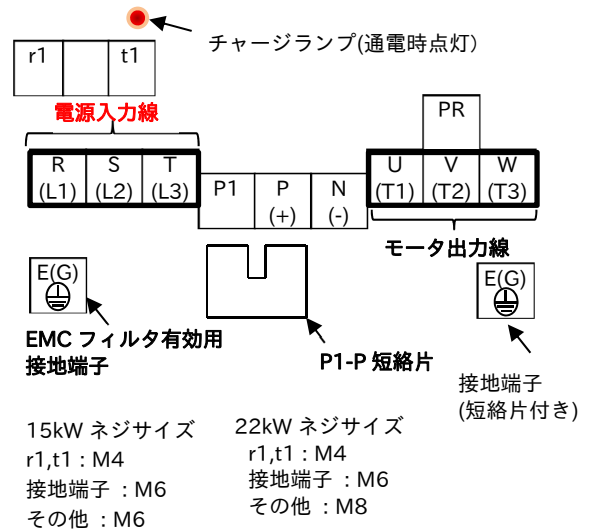 チャージランプ(通電時点灯)
r1 t1
電源入力線
PR
R S T
(L1) (L2) (L3)
P1 P N
(+) (-)
U V W
(T1) (T2) (T3)
モータ出力線
E(G)
EMC フィルタ有効用
接地端子
P1-P 短絡片
E(G)
接地端子
(短絡片付き)
15kW ネジサイズ
r1,t1 : M4
接地端子 : M6
その他 : M6
22kW ネジサイズ
r1,t1 : M4
接地端子 : M6
その他 : M8